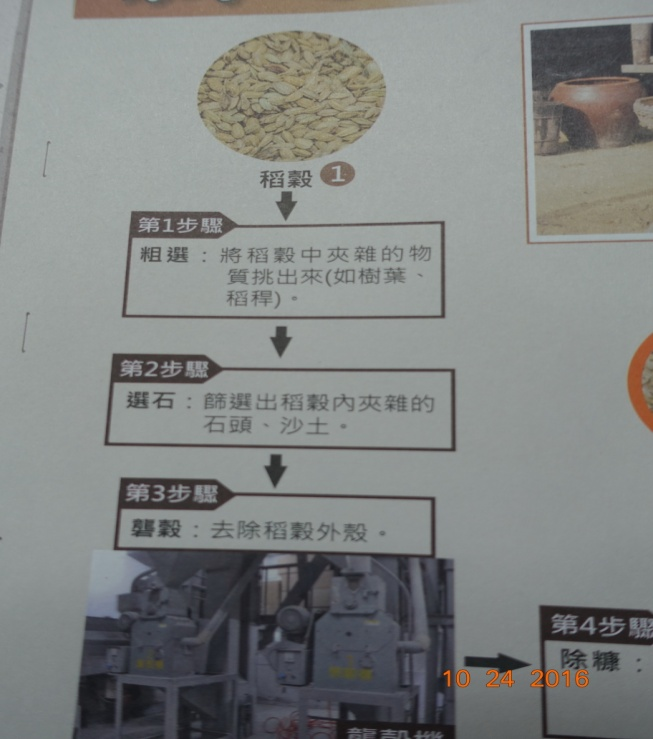 稻穀 1
第1步驟
粗選：將稻穀中夾雜的物
質挑出來(如樹葉、
稻稈)。
第2步驟
選石：篩選出稻穀內夾雜的
石頭、沙土。
第3步驟
礱穀：去除稻穀外殼。
礱穀機
第4步驟
除糠：
10 24 2016